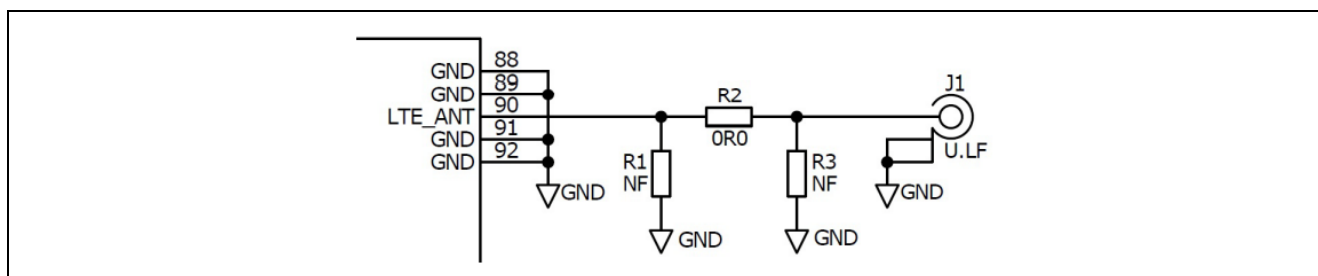 88
GND
89
GND
90
LTE_ANT
91
GND
92
GND
GND
R1
NF
GND
R2
0R0
R3
NF
GND
J1
U.LF
GND